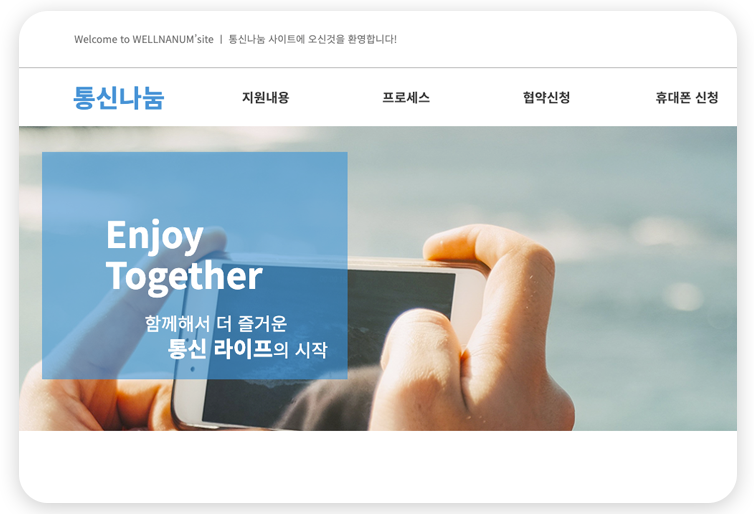 Welcome to WELLNANUM'site ㅣ 통신나눔 사이트에 오신것을 환영합니다!
통신나눔 지원내용 프로세스 협약신청 휴대폰 신청
Enjoy
Together
함께해서 더 즐거운
통신 라이프의 시작